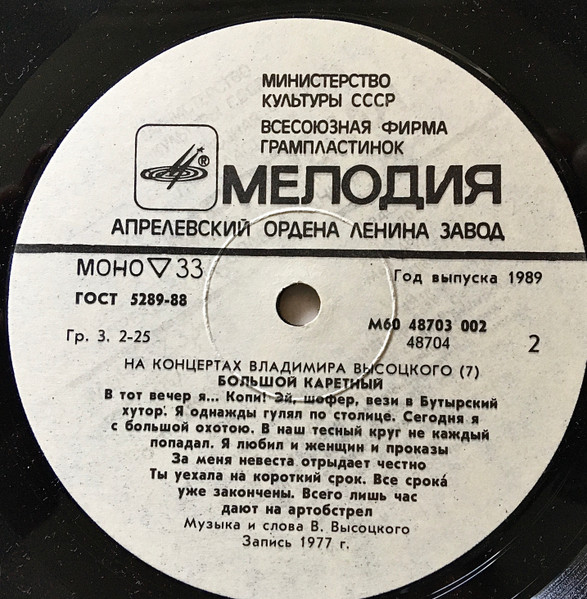 МИНИСТЕРСТВО
КУЛЬТУРЫ СССР
ВСЕСОЮЗНАЯ ФИРМА
ГРАМПЛАСТИНОК
®
МЕЛОДИЯ
АПРЕЛЕВСКИЙ ОРДЕНА ЛЕНИНА ЗАВОД
МОНО ▽ 33
Год выпуска 1989
ГОСТ 5289-88
М60 48703 002
Гр. 3. 2-25
48704
2
НА КОНЦЕРТАХ ВЛАДИМИРА ВЫСОЦКОГО (7)
БОЛЬШОЙ КАРЕТНЫЙ
В тот вечер я... Копи! Эй, шофер, вези в Бутырский
хутор. Я однажды гулял по столице. Сегодня я
с большой охотою. В наш тесный круг не каждый
попадал. Я любил и женщин и проказы
За меня невеста отрыдает честно
Ты уехала на короткий срок. Все срока
уже закончены. Всего лишь час
дают на артобстрел
Музыка и слова В. Высоцкого
Запись 1977 г.